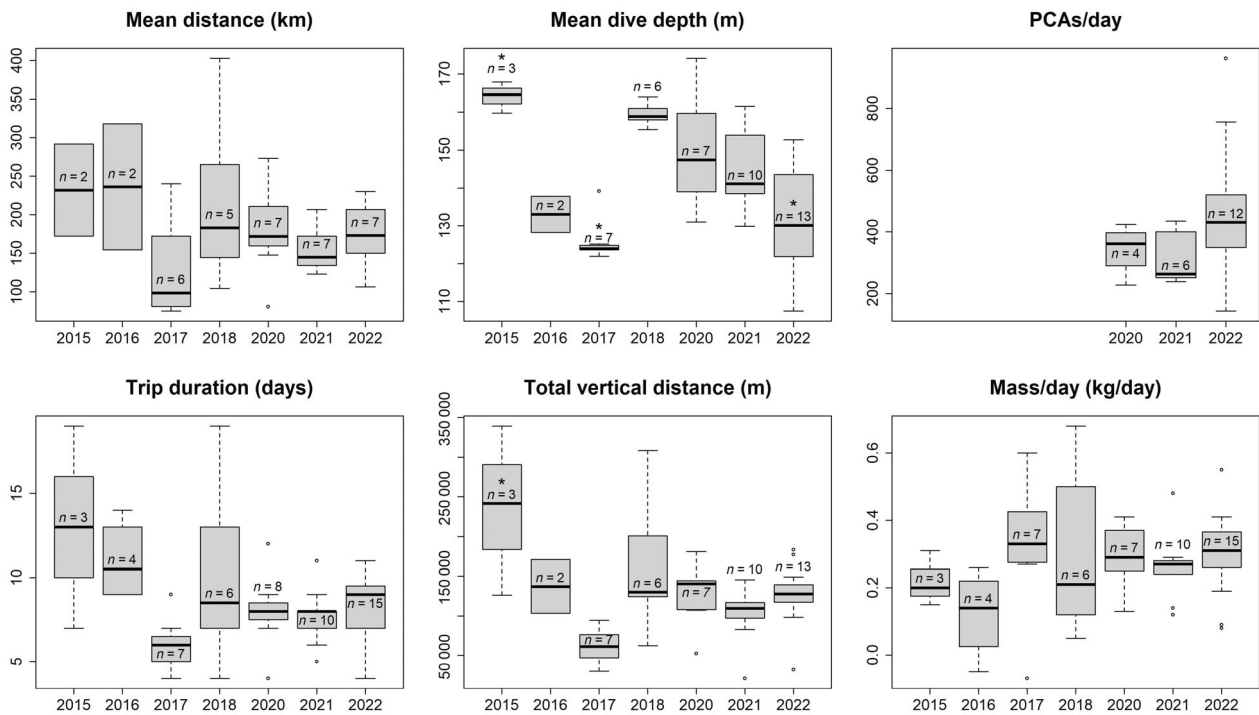 Mean distance (km)
400
350
300
250
200
150
100
n = 2
n = 2
n = 6
n = 5
n = 7
n = 7
n = 7
2015 2016 2017 2018 2020 2021 2022
Mean dive depth (m)
170
150
130
110
*
n = 3
n = 2
*
n = 7
n = 6
n = 7
n = 10
*
n = 13
2015 2016 2017 2018 2020 2021 2022
PCAs/day
800
600
400
200
n = 4
n = 6
n = 12
2020 2021 2022
Trip duration (days)
15
10
5
n = 3
n = 4
n = 7
n = 6
n = 8
n = 10
n = 15
2015 2016 2017 2018 2020 2021 2022
Total vertical distance (m)
350 000
250 000
150 000
50 000
*
n = 3
n = 2
n = 7
n = 6
n = 7
n = 10
n = 13
2015 2016 2017 2018 2020 2021 2022
Mass/day (kg/day)
0.6
0.4
0.2
0.0
n = 3
n = 4
n = 7
n = 6
n = 7
n = 10
n = 15
2015 2016 2017 2018 2020 2021 2022